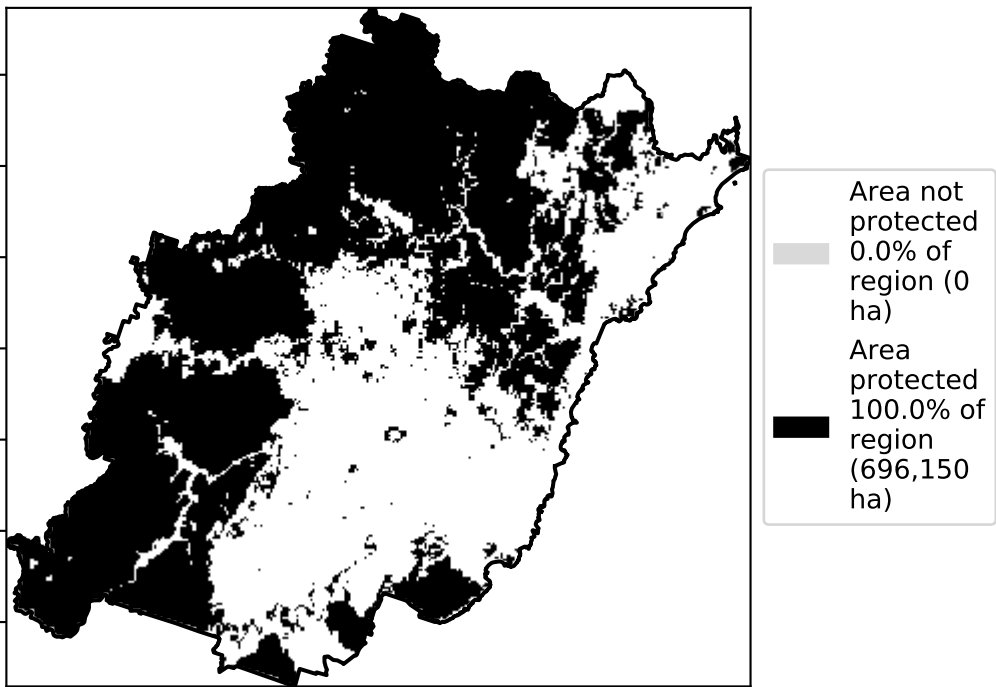 Area not
protected
0.0% of
region (0
ha)
Area
protected
100.0% of
region
(696,150
ha)